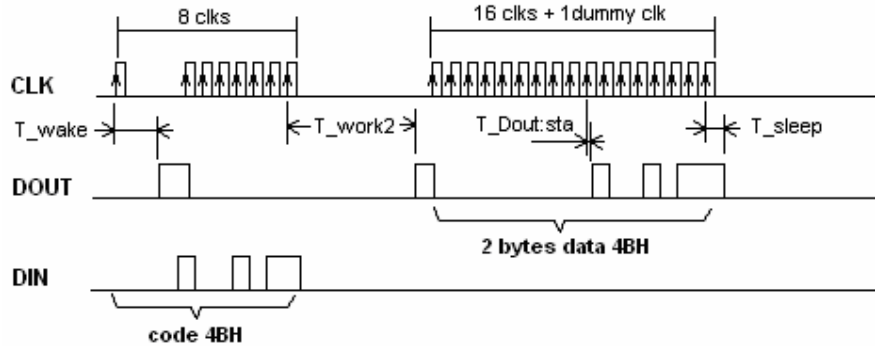 8 clks
16 clks + 1dummy clk
CLK
T_wake
T_work2
T_Dout:sta
T_sleep
DOUT
2 bytes data 4BH
DIN
code 4BH